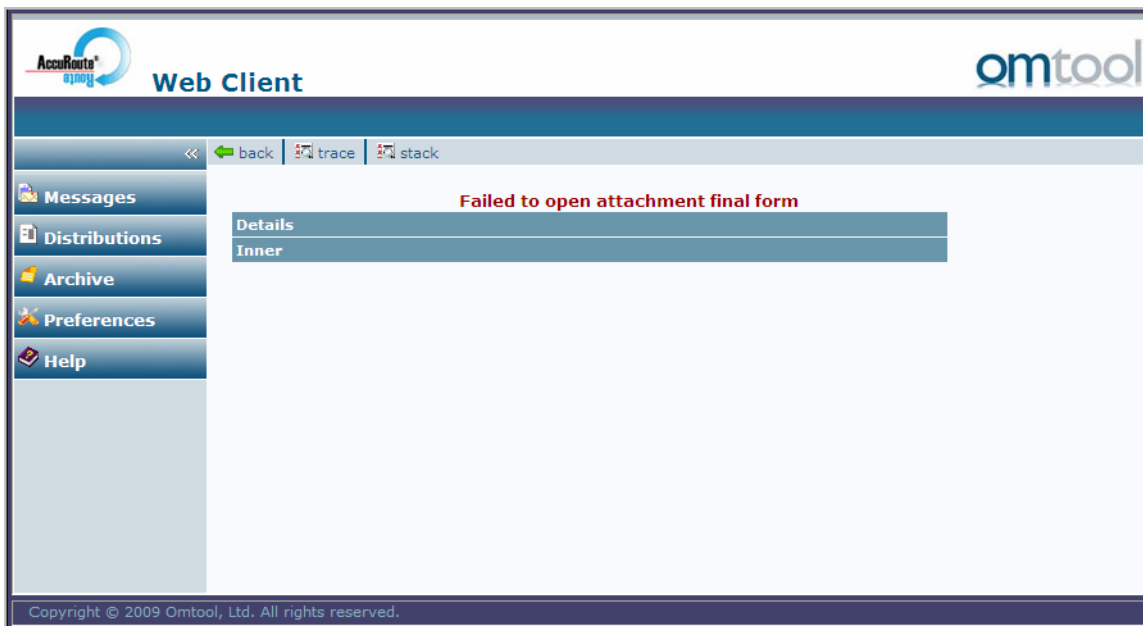 AccuRoute®
Route
Web Client
omtool
« back trace stack
Messages
Distributions
Archive
Preferences
Help
Failed to open attachment final form
Details
Inner
Copyright © 2009 Omtool, Ltd. All rights reserved.